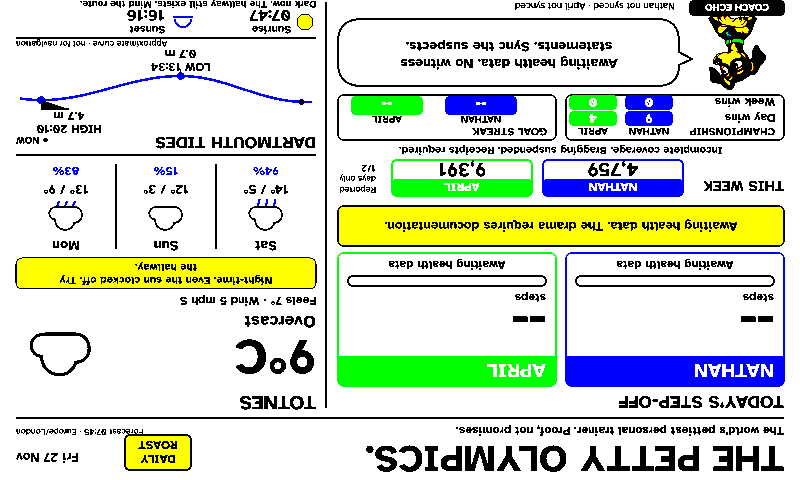 THE PETTY OLYMPICS.
The world's pettiest personal trainer. Proof, not promises.
DAILY
ROAST
Fri 27 Nov
Forecast 07:45 · Europe/London
TODAY'S STEP-OFF
NATHAN
---
steps
Awaiting health data
APRIL
---
steps
Awaiting health data
Awaiting health data. The drama requires documentation.
THIS WEEK
NATHAN
4,759
APRIL
9,391
Reported
days only
1/2
Incomplete coverage. Bragging suspended. Receipts required.
CHAMPIONSHIP
NATHAN
APRIL
Day wins
9
4
Week wins
0
0
GOAL STREAK
NATHAN
--
APRIL
--
COACH ECHO
Awaiting health data. No witness
statements. Sync the suspects.
Nathan not synced · April not synced
TOTNES
9°C
Overcast
Feels 7° · Wind 5 mph S
Night-time. Even the sun clocked off. Try
the hallway.
Sat
14° / 5°
94%
Sun
12° / 3°
15%
Mon
13° / 9°
83%
DARTMOUTH TIDES
• NOW
HIGH 20:10
4.7 m
LOW 13:34
0.7 m
Approximate curve · not for navigation
Sunrise
07:47
Sunset
16:16
Dark now. The hallway still exists. Mind the route.